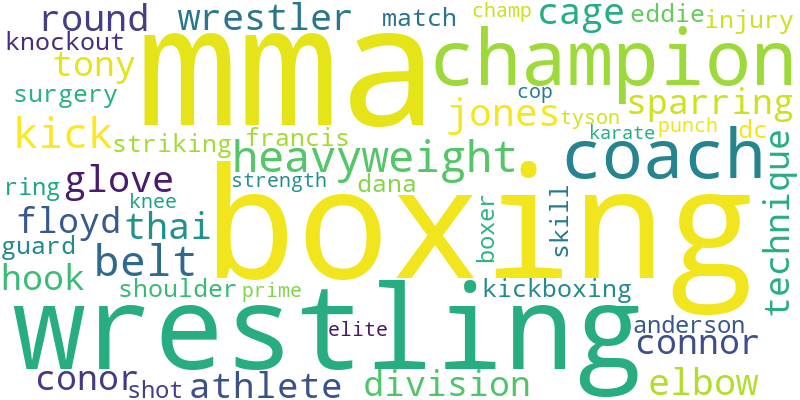 champ
cage
eddie
round
wrestler
match
injury
knockout
mma
champion
tony
surgery
cop
sparring
jones
tyson
kick
striking
francis
karate
punch
dc
heavyweight
coach
ring
glove
strength
dana
technique
knee
boxing
floyd
thai
boxer
skill
guard
belt
hook
shoulder
prime
kickboxing
wrestling
elite
anderson
connor
conor
shot
athlete
division
elbow